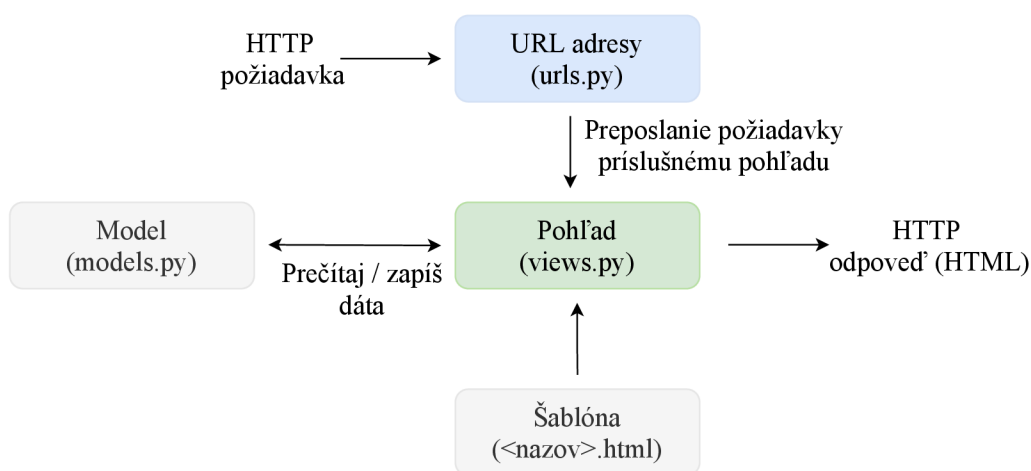 HTTP
požiadavka
URL adresy
(urls.py)
Preposlanie požiadavky
príslušnému pohľadu
Model
(models.py)
Prečítaj / zapíš
dáta
Pohľad
(views.py)
HTTP
odpoveď (HTML)
Šablóna
(<nazov>.html)